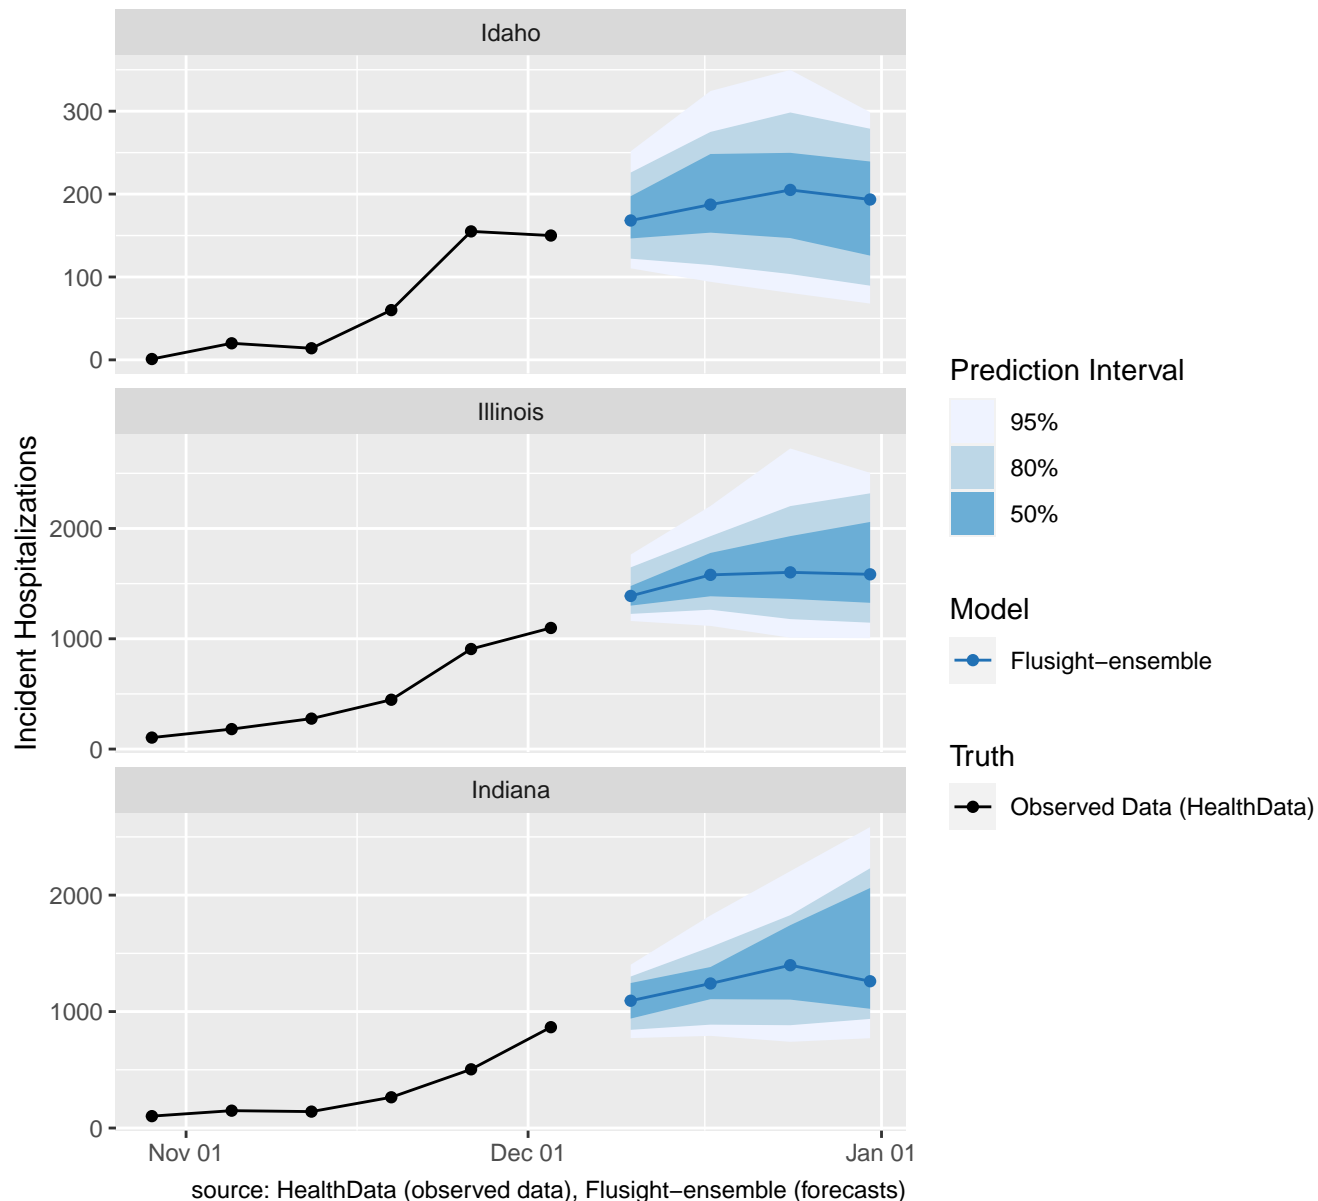 Idaho
300
200
100
0
Illinois
2000
1000
0
Indiana
2000
1000
0
Incident Hospitalizations
Nov 01
Dec 01
Jan 01
source: HealthData (observed data), Flusight−ensemble (forecasts)
Prediction Interval
95%
80%
50%
Model
Flusight−ensemble
Truth
Observed Data (HealthData)